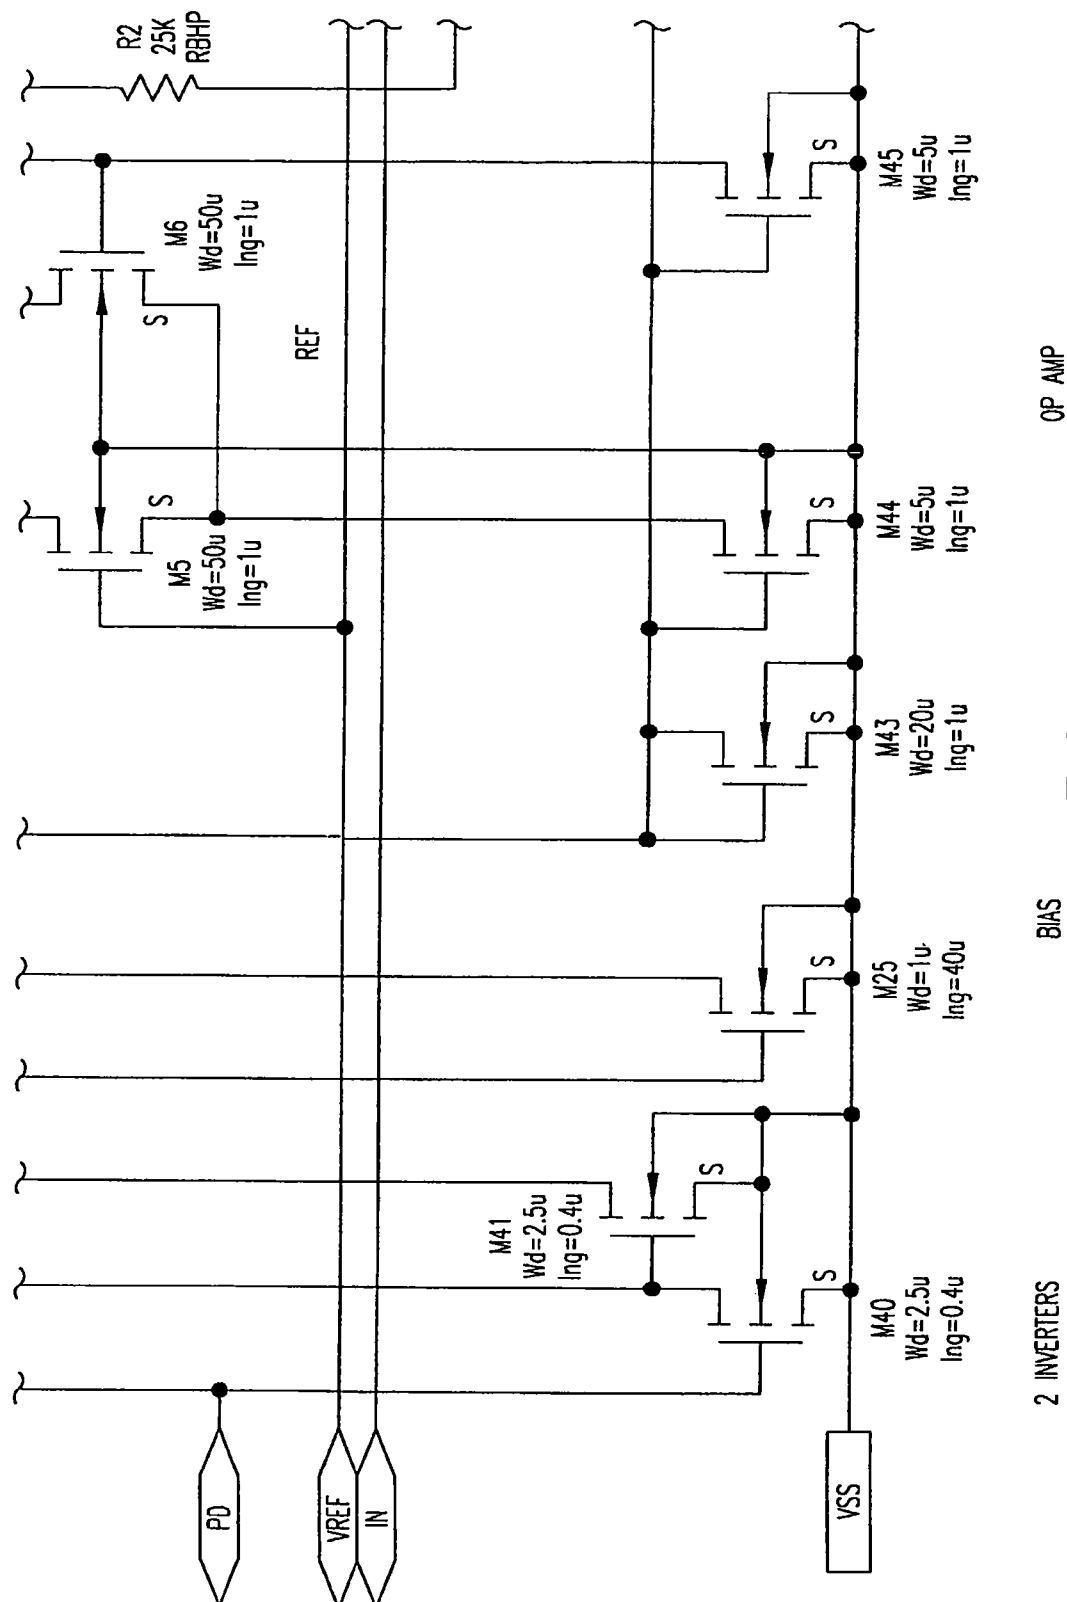 R2
25K
RBHP
M6
Wd=50u
lng=1u
S
REF
M5
Wd=50u
lng=1u
S
M45
Wd=5u
lng=1u
S
M44
Wd=5u
lng=1u
S
M43
Wd=20u
lng=1u
S
M25
Wd=1u
lng=40u
S
M41
Wd=2.5u
lng=0.4u
S
M40
Wd=2.5u
lng=0.4u
S
PD
VREF
IN
VSS
2 INVERTERS
BIAS
OP AMP